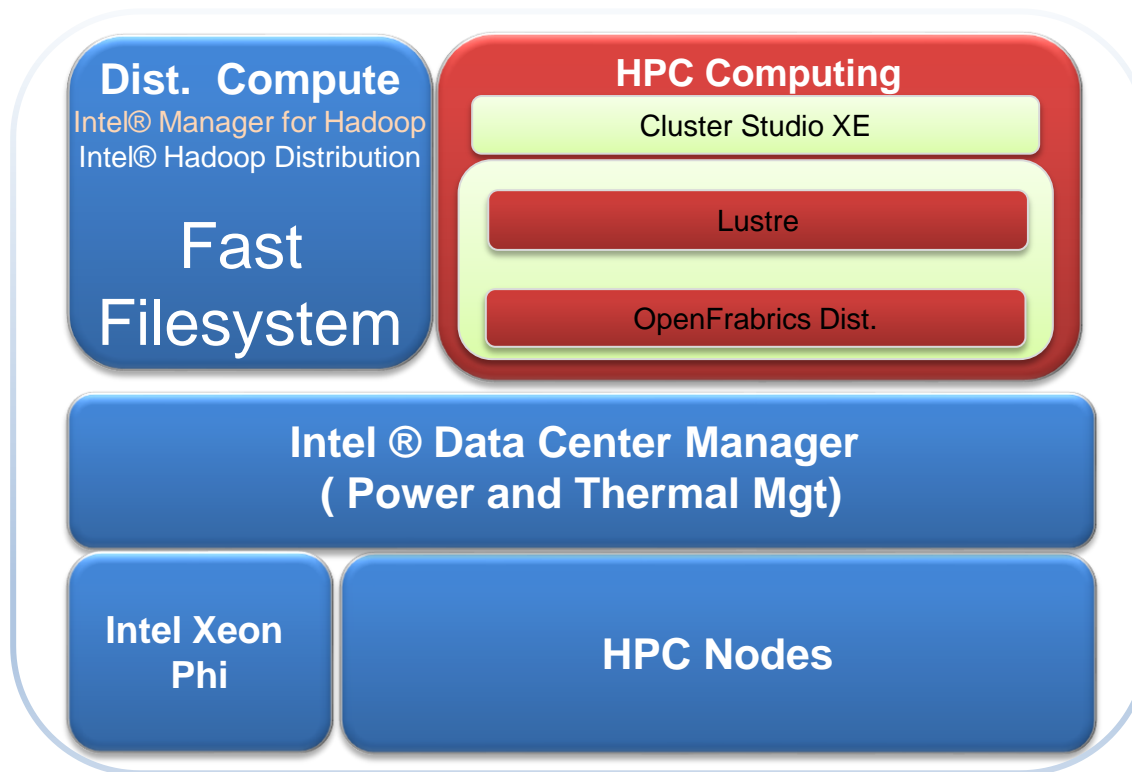 Dist. Compute
Intel® Manager for Hadoop
Intel® Hadoop Distribution
Fast
Filesystem
HPC Computing
Cluster Studio XE
Lustre
OpenFrabrics Dist.
Intel ® Data Center Manager
( Power and Thermal Mgt)
Intel Xeon
Phi
HPC Nodes